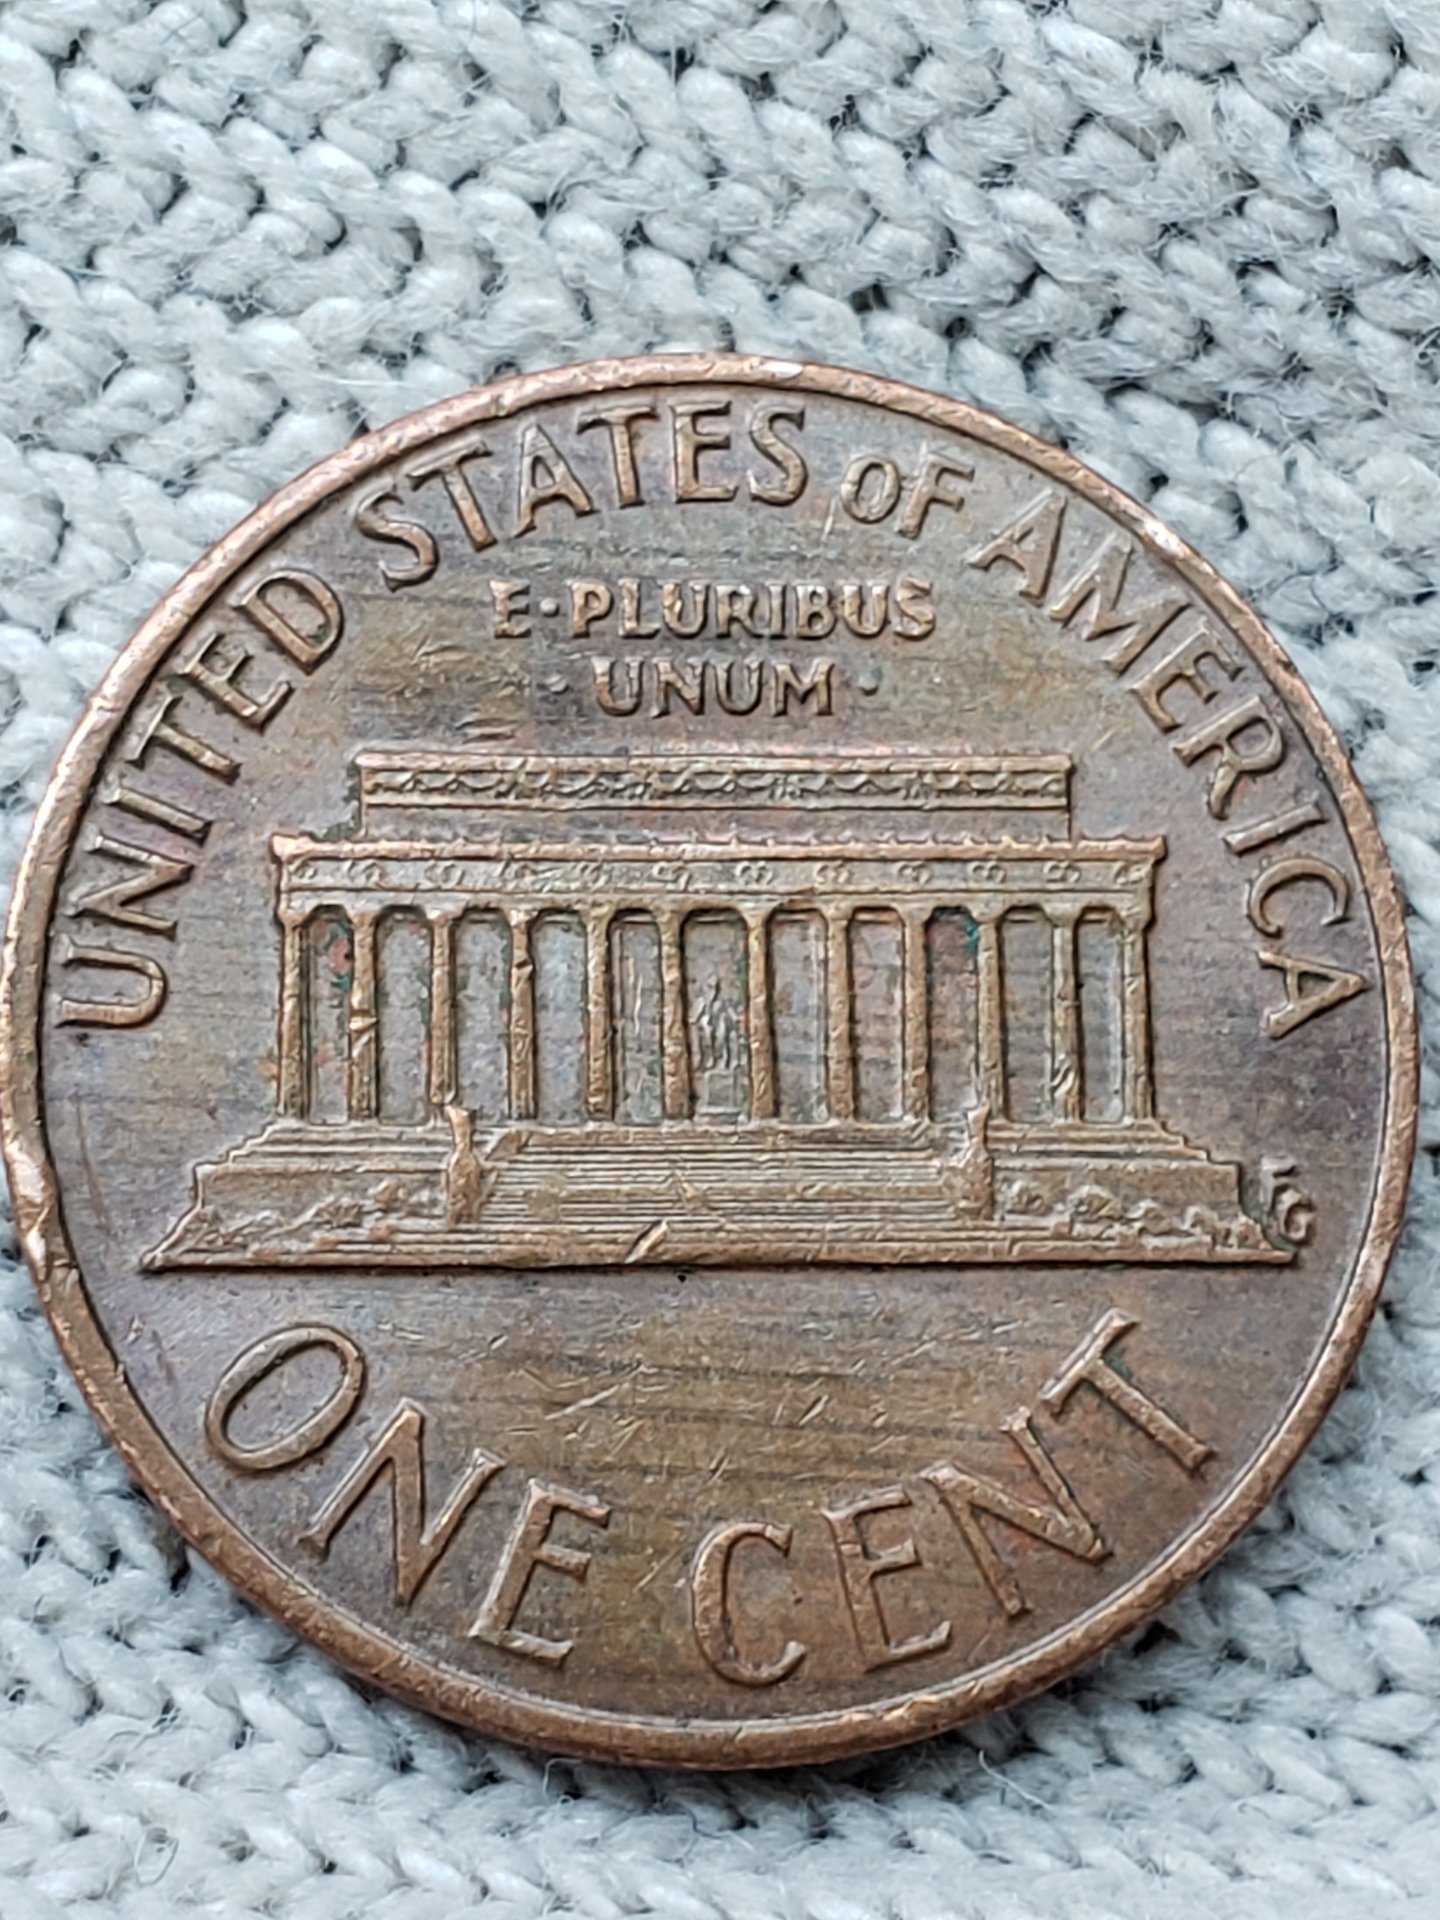 UNITED STATES OF AMERICA
E·PLURIBUS
·UNUM·
FG
ONE CENT